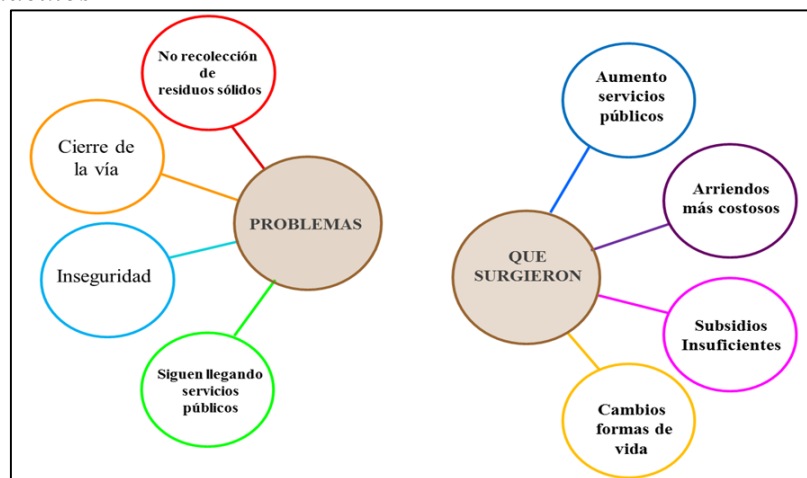 No recolección
de
residuos sólidos
Cierre de
la vía
Inseguridad
Siguen llegando
servicios
públicos
PROBLEMAS
QUE
SURGIERON
Aumento
servicios
públicos
Arriendos
más costosos
Subsidios
Insuficientes
Cambios
formas de
vida